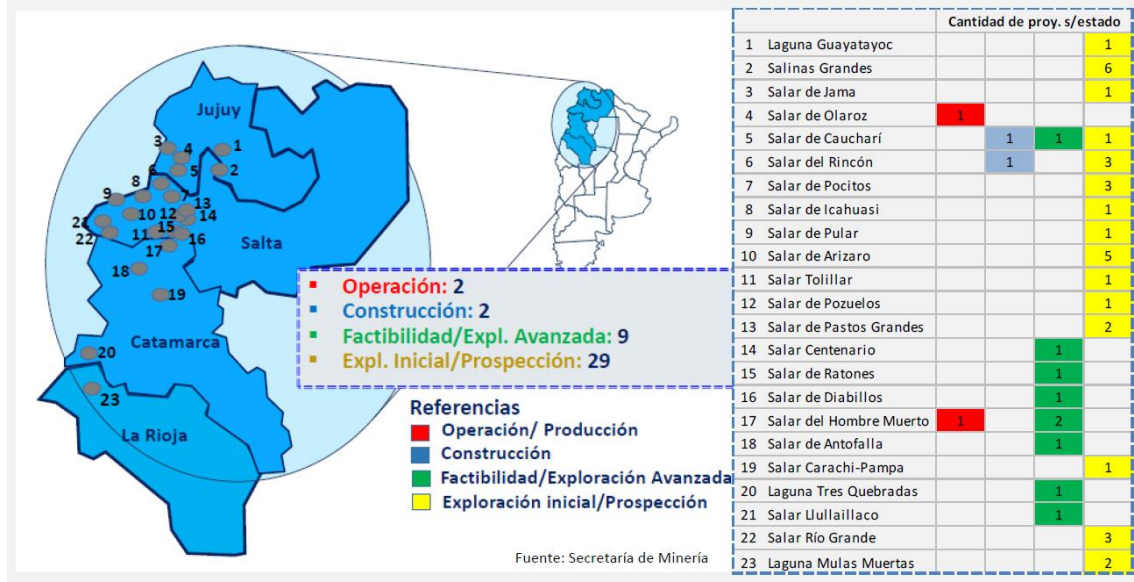 Jujuy
3
4
1
5
2
6
8
7
9
13
12
10
14
21
11
15
22
16
17
Salta
18
19
Catamarca
20
23
La Rioja
▪ Operación: 2
▪ Construcción: 2
▪ Factibilidad/Expl. Avanzada: 9
▪ Expl. Inicial/Prospección: 29
Referencias
Operación/ Producción
Construcción
Factibilidad/Exploración Avanzada
Exploración inicial/Prospección
Fuente: Secretaría de Minería
Cantidad de proy. s/estado
1 Laguna Guayatayoc 1
2 Salinas Grandes 6
3 Salar de Jama 1
4 Salar de Olaroz 1
5 Salar de Caucharí 1 1 1
6 Salar del Rincón 1 3
7 Salar de Pocitos 3
8 Salar de Icahuasi 1
9 Salar de Pular 1
10 Salar de Arizaro 5
11 Salar Tolillar 1
12 Salar de Pozuelos 1
13 Salar de Pastos Grandes 2
14 Salar Centenario 1
15 Salar de Ratones 1
16 Salar de Diabillos 1
17 Salar del Hombre Muerto 1 2
18 Salar de Antofalla 1
19 Salar Carachi-Pampa 1
20 Laguna Tres Quebradas 1
21 Salar Llullaillaco 1
22 Salar Río Grande 3
23 Laguna Mulas Muertas 2